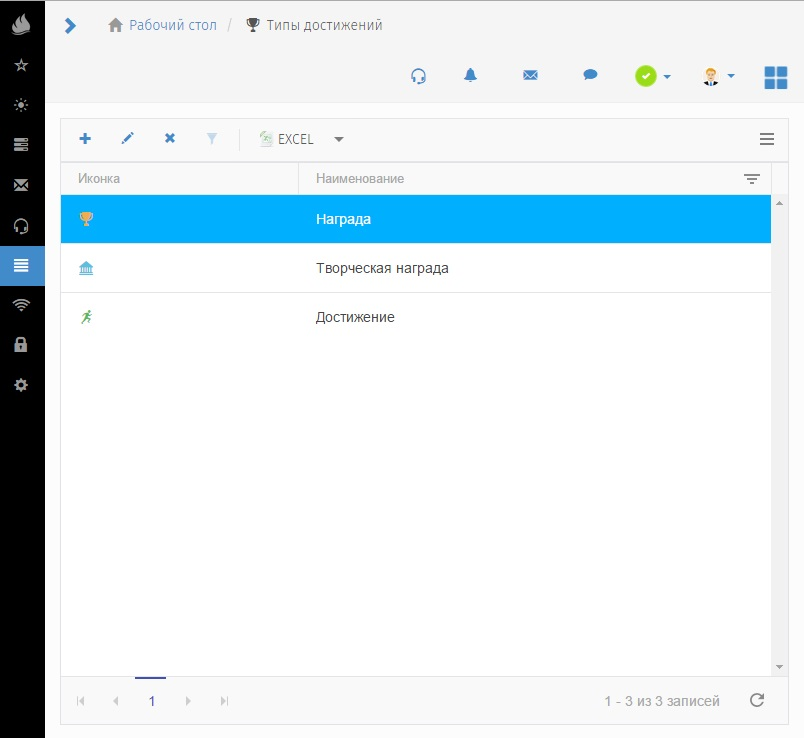 Рабочий стол / Типы достижений
EXCEL
Иконка Наименование
Награда
Творческая награда
Достижение
1 1 - 3 из 3 записей